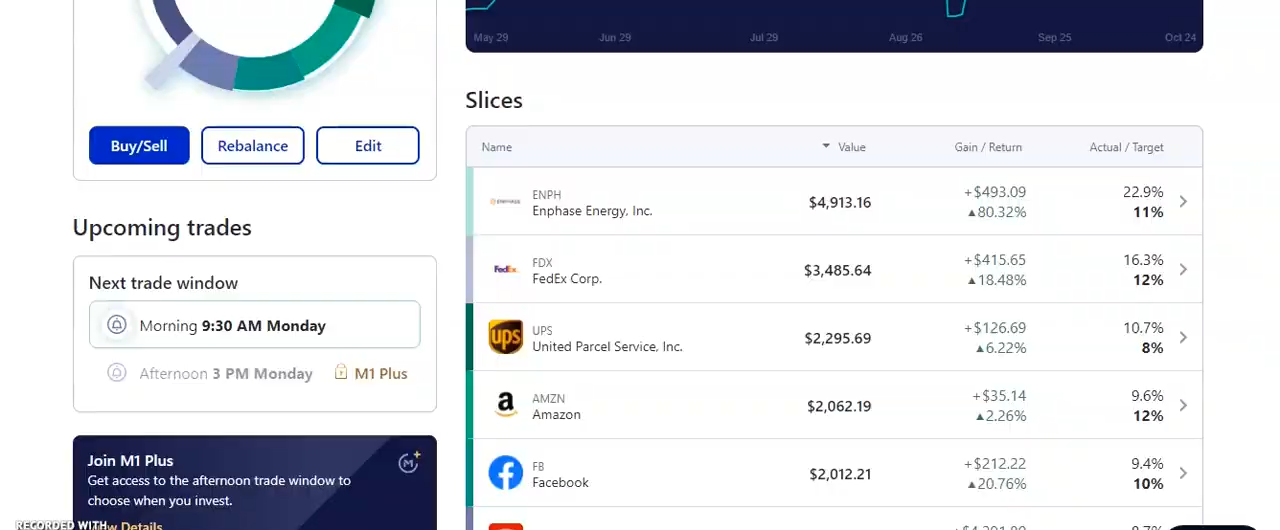 May 29 Jun 29 Jul 29 Aug 26 Sep 25 Oct 24
Buy/Sell Rebalance Edit
Upcoming trades
Next trade window
Morning 9:30 AM Monday
Afternoon 3 PM Monday M1 Plus
Join M1 Plus
Get access to the afternoon trade window to
choose when you invest.
View Details
RECORDED WITH
Slices
Name Value Gain / Return Actual / Target
ENPHASE
ENPH
Enphase Energy, Inc.
$4,913.16
+$493.09
▲80.32%
22.9%
11%
FedEx
FDX
FedEx Corp.
$3,485.64
+$415.65
▲18.48%
16.3%
12%
ups
UPS
United Parcel Service, Inc.
$2,295.69
+$126.69
▲6.22%
10.7%
8%
a
AMZN
Amazon
$2,062.19
+$35.14
▲2.26%
9.6%
12%
f
FB
Facebook
$2,012.21
+$212.22
▲20.76%
9.4%
10%